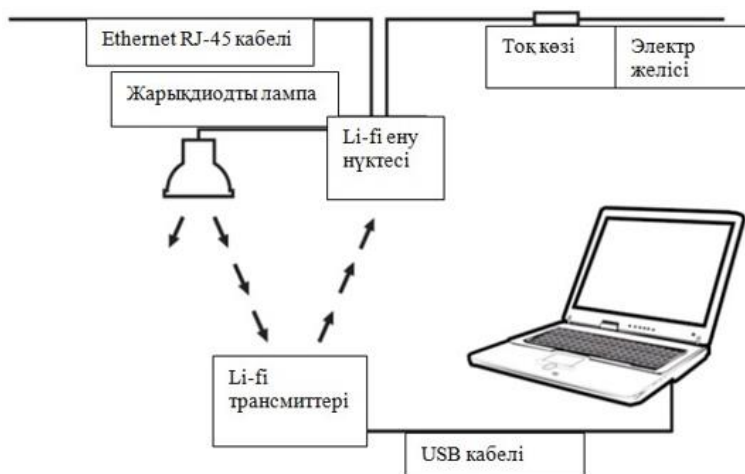 Ethernet RJ-45 кабелі
Тоқ көзі
Электр
желісі
Жарықдиодты лампа
Li-fi ену
нүктесі
Li-fi
трансмиттері
USB кабелі